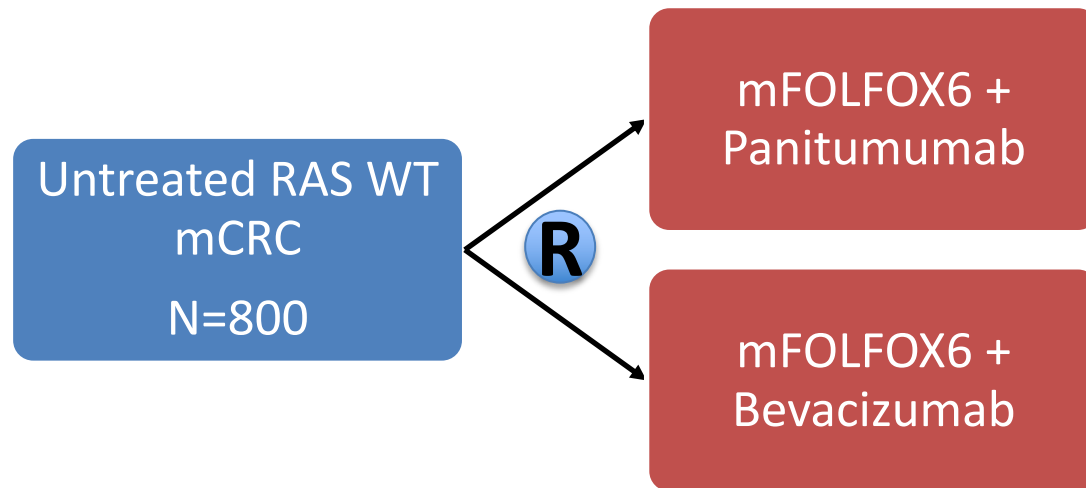 Untreated RAS WT
mCRC
N=800
R
mFOLFOX6 +
Panitumumab
mFOLFOX6 +
Bevacizumab